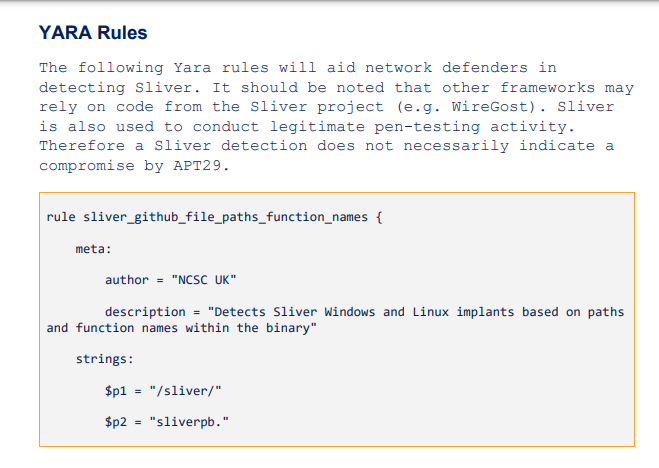 YARA Rules
The following Yara rules will aid network defenders in
detecting Sliver. It should be noted that other frameworks may
rely on code from the Sliver project (e.g. WireGost). Sliver
is also used to conduct legitimate pen-testing activity.
Therefore a Sliver detection does not necessarily indicate a
compromise by APT29.
rule sliver_github_file_paths_function_names {
meta:
author = "NCSC UK"
description = "Detects Sliver Windows and Linux implants based on paths
and function names within the binary"
strings:
$p1 = "/sliver/"
$p2 = "sliverpb."